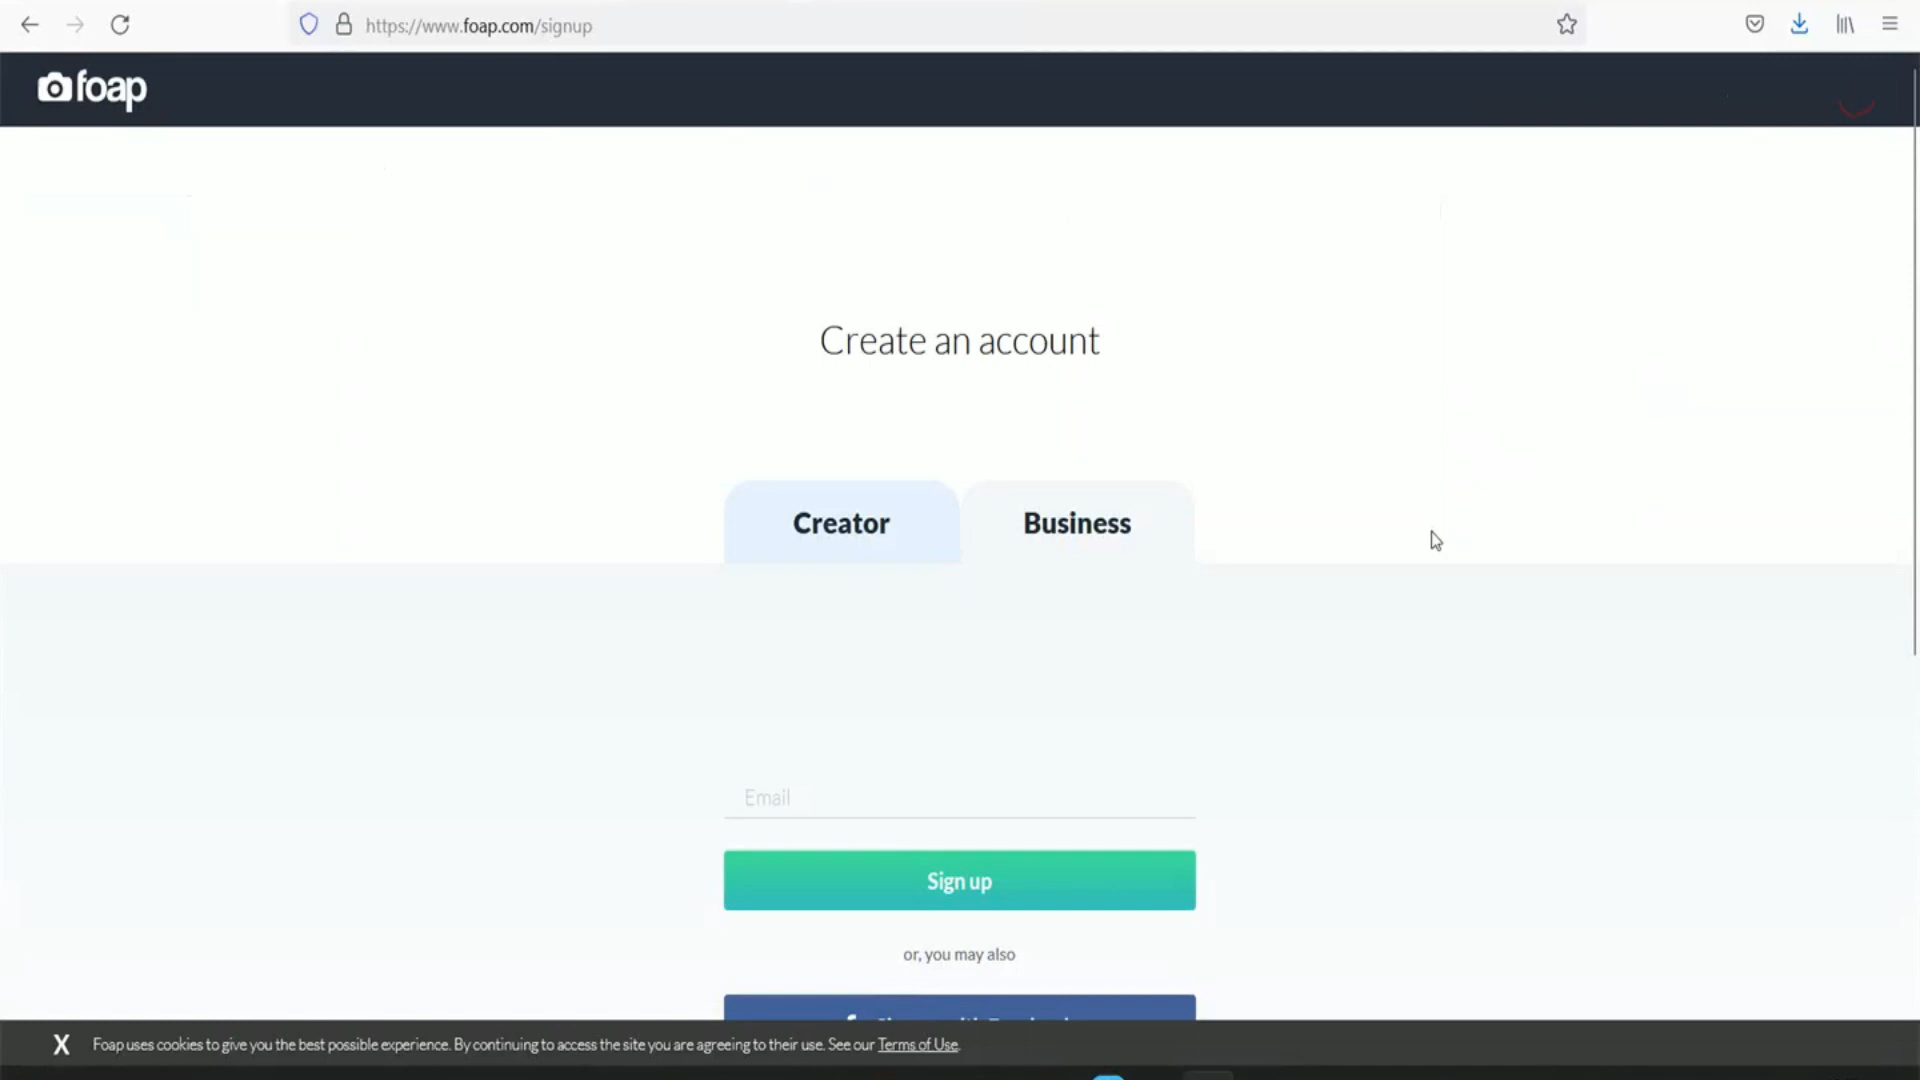 https://www.foap.com/signup
foap
Create an account
Creator
Business
Email
Sign up
or, you may also
X Foap uses cookies to give you the best possible experience. By continuing to access the site you are agreeing to their use. See our Terms of Use.